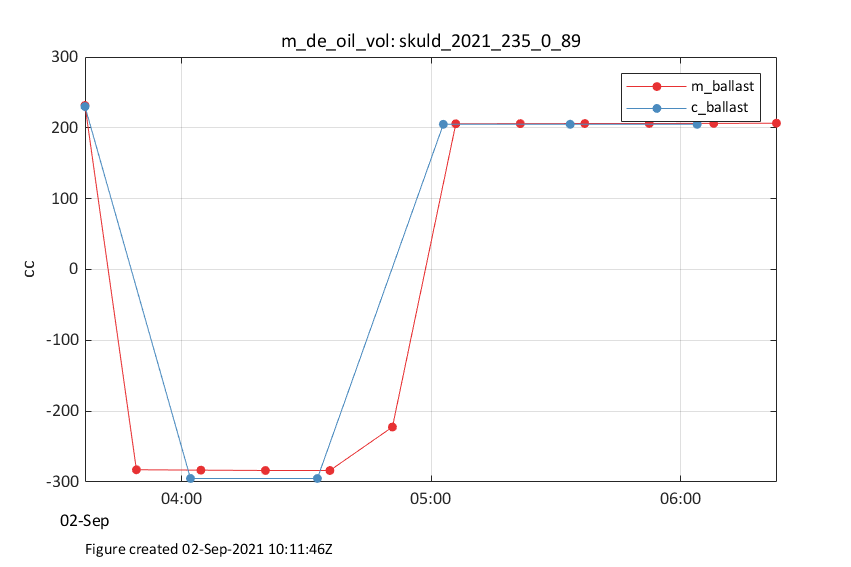 m_de_oil_vol: skuld_2021_235_0_89
300
200
100
0
-100
-200
-300
cc
m_ballast
c_ballast
04:00
05:00
06:00
02-Sep
Figure created 02-Sep-2021 10:11:46Z